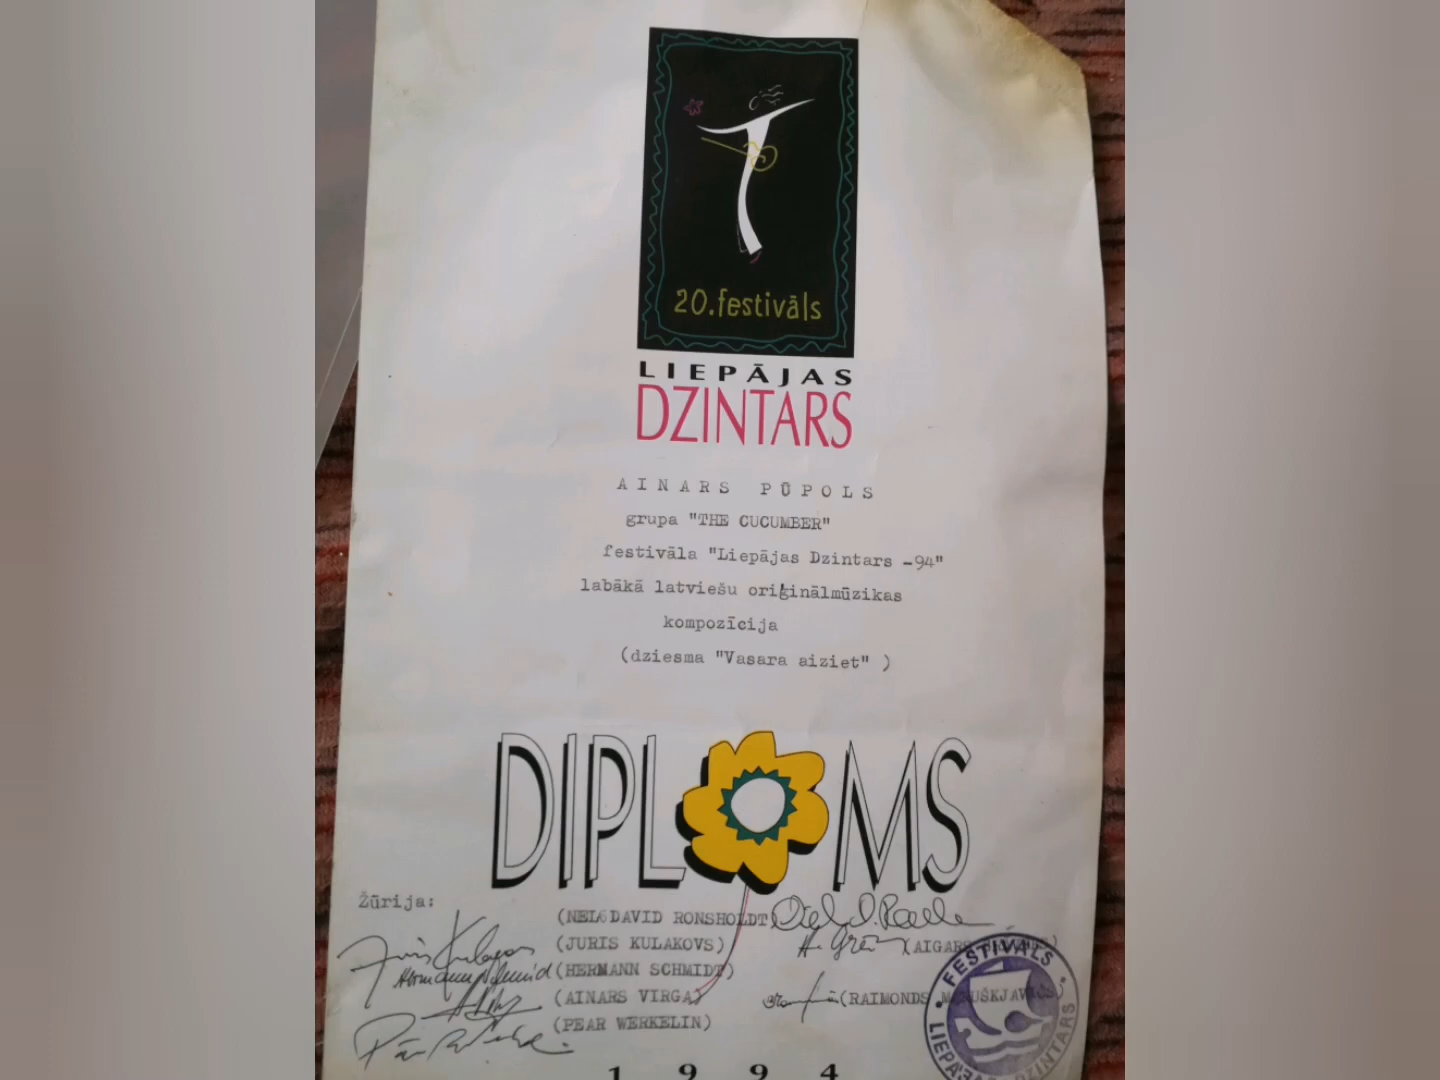 20.festivāls
LIEPĀJAS
DZINTARS
AINARS PŪPOLS
grupa "THE CUCUMBER"
festivāla "Liepājas Dzintars -94"
labākā latviešu oriģinālmūzikas
kompozīcija
(dziesma "Vasara aiziet" )
DIPLOMS
Žūrija:
DAVID RONSHOLDT
(JURIS KULAKOVS) (AIGARS
(HERMANN SCHMIDT)
(AINARS VIRGA) (RAIMONDS
(PEAR WERKELIN)
FESTIVĀLS
LIEPĀJAS DZINTARS
1994